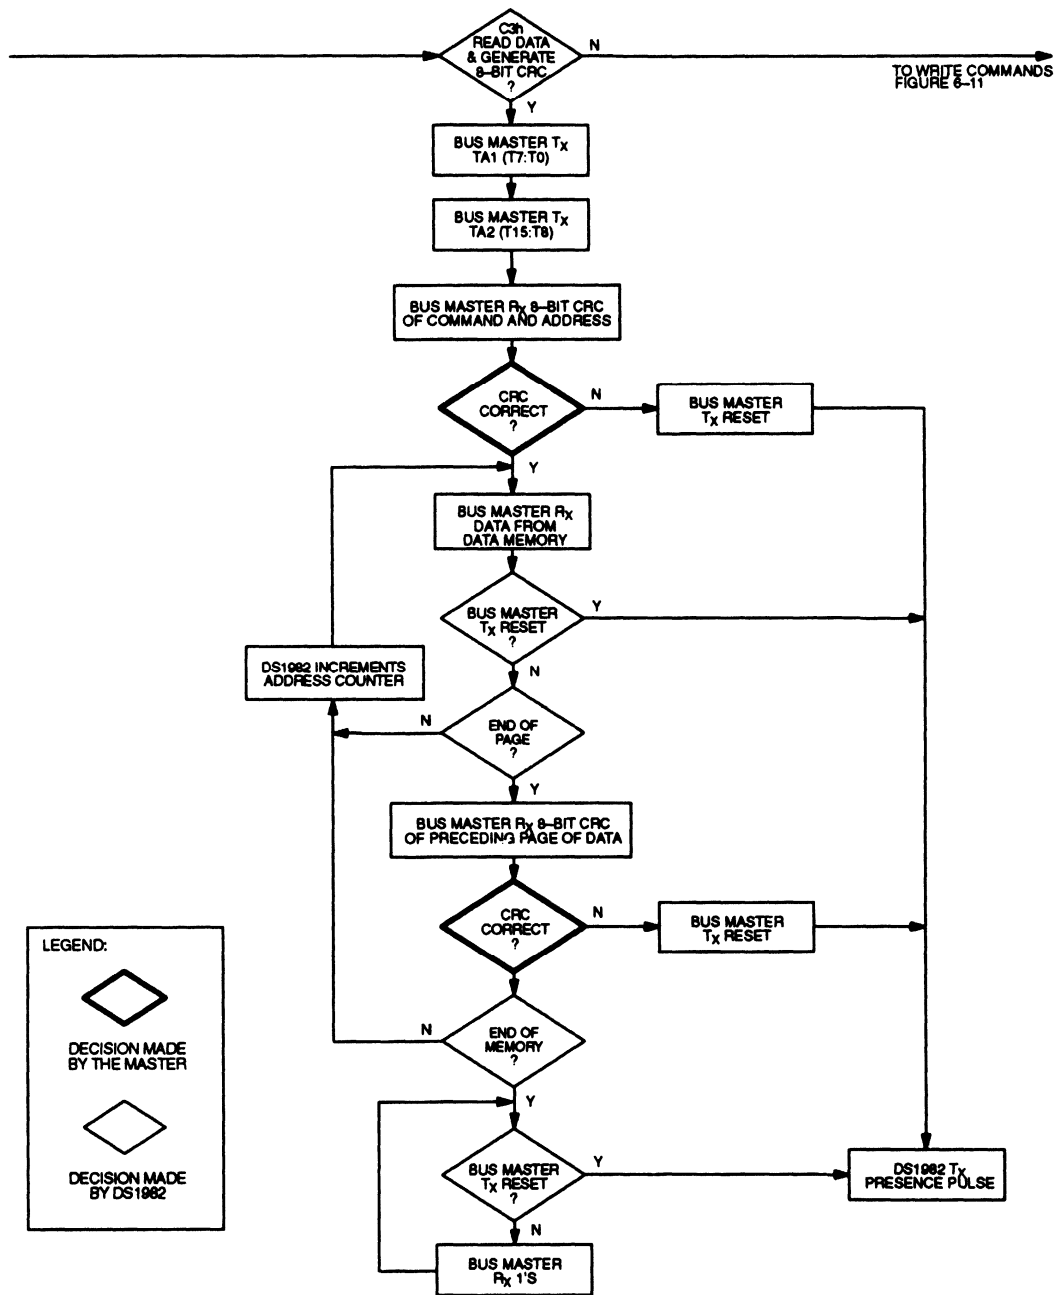 C3h
READ DATA
& GENERATE
8–BIT CRC
?
N
TO WRITE COMMANDS
FIGURE 6–11
Y
BUS MASTER TX
TA1 (T7:T0)
BUS MASTER TX
TA2 (T15:T8)
BUS MASTER RX 8–BIT CRC
OF COMMAND AND ADDRESS
CRC
CORRECT
?
N
BUS MASTER
TX RESET
Y
BUS MASTER RX
DATA FROM
DATA MEMORY
BUS MASTER
TX RESET
?
Y
N
DS1982 INCREMENTS
ADDRESS COUNTER
END OF
PAGE
?
N
Y
BUS MASTER RX 8–BIT CRC
OF PRECEDING PAGE OF DATA
CRC
CORRECT
?
N
BUS MASTER
TX RESET
END OF
MEMORY
?
N
Y
BUS MASTER
TX RESET
?
Y
DS1982 TX
PRESENCE PULSE
N
BUS MASTER
RX 1'S
LEGEND:
DECISION MADE
BY THE MASTER
DECISION MADE
BY DS1982